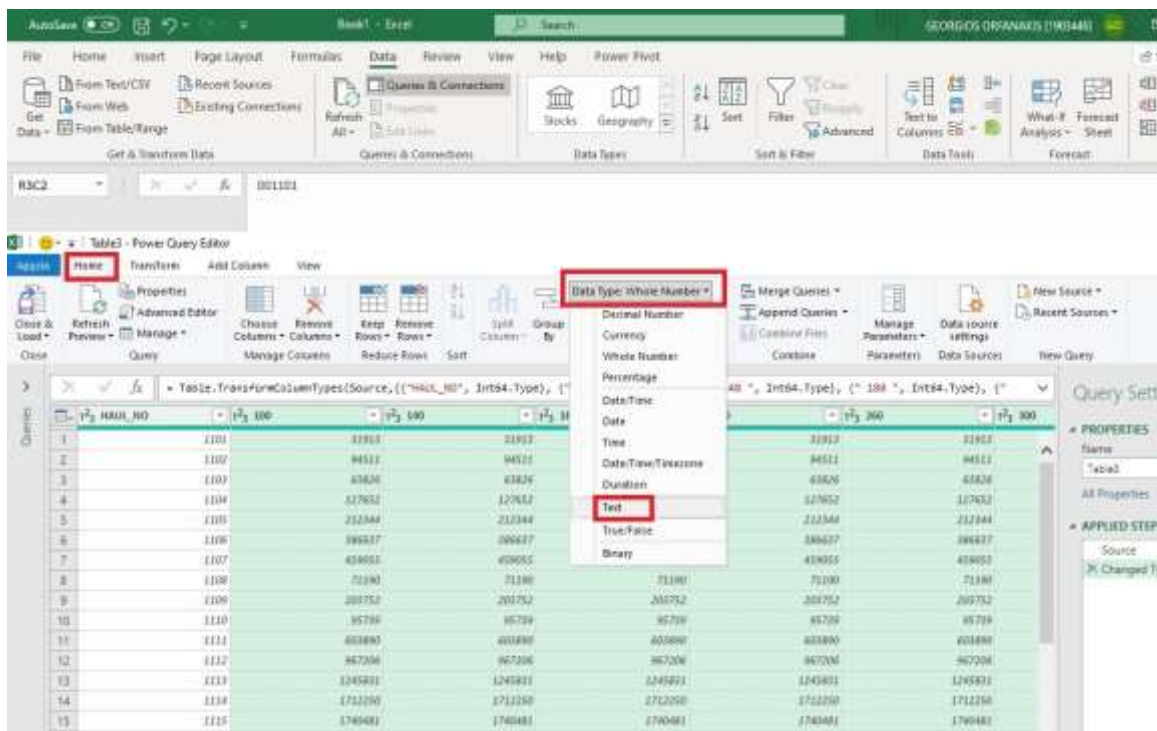 AutoSave Off Book1 - Excel Search GEORGIOS ORFANAKIS (1903446)
File Home Insert Page Layout Formulas Data Review View Help Power Pivot
From Text/CSV Recent Sources Queries & Connections Clear
From Web Existing Connections Properties Reapply
Get Data From Table/Range Refresh All Edit Links Stocks Geography Sort Filter Advanced Text to Columns What-If Analysis Forecast Sheet
Get & Transform Data Queries & Connections Data Types Sort & Filter Data Tools Forecast
R3C2 fx 001101
Table3 - Power Query Editor
Home Transform Add Column View
Properties Data Type: Whole Number Merge Queries New Source
Advanced Editor Decimal Number Append Queries Recent Sources
Close & Load Refresh Preview Manage Choose Columns Remove Columns Keep Rows Remove Rows Split Column Group By Currency Combine Files Manage Parameters Data source settings
Close Query Manage Columns Reduce Rows Sort Whole Number Combine Parameters Data Sources New Query
Percentage
Date/Time
Date
Time
Date/Time/Timezone
Duration
Text
True/False
Binary
fx = Table.TransformColumnTypes(Source,{{"HAUL_NO", Int64.Type}, {" 48 ", Int64.Type}, {" 188 ", Int64.Type}, {"
Queries
HAUL_NO 100 260 300
1 1101 31913 31913 31913 31913
2 1102 94511 94511 94511 94511
3 1103 63826 63826 63826 63826
4 1104 127652 127652 127652 127652
5 1105 212344 212344 212344 212344
6 1106 386637 386637 386637 386637
7 1107 459055 459055 459055 459055
8 1108 71190 71190 71190 71190 71190
9 1109 203752 203752 203752 203752 203752
10 1110 95739 95739 95739 95739 95739
11 1111 603890 603890 603890 603890 603890
12 1112 967206 967206 967206 967206 967206
13 1113 1245831 1245831 1245831 1245831 1245831
14 1114 1712250 1712250 1712250 1712250 1712250
15 1115 1740481 1740481 1740481 1740481 1740481
Query Sett
PROPERTIES
Name
Table3
All Properties
APPLIED STEP
Source
Changed T